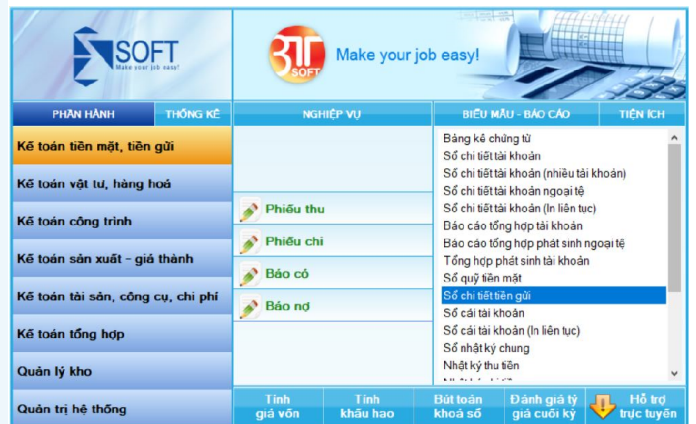 SOFT
Make your job easy!
3TSOFT
Make your job easy!
PHÂN HÀNH
THỐNG KÊ
NGHIỆP VỤ
BIỂU MẪU - BÁO CÁO
TIỆN ÍCH
Kế toán tiền mặt, tiền gửi
Kế toán vật tư, hàng hoá
Kế toán công trình
Kế toán sản xuất - giá thành
Kế toán tài sản, công cụ, chi phí
Kế toán tổng hợp
Quản lý kho
Quản trị hệ thống
Phiếu thu
Phiếu chi
Báo có
Báo nợ
Bảng kê chứng từ
Sổ chi tiết tài khoản
Sổ chi tiết tài khoản (nhiều tài khoản)
Sổ chi tiết tài khoản ngoại tệ
Sổ chi tiết tài khoản (In liên tục)
Báo cáo tổng hợp tài khoản
Báo cáo tổng hợp phát sinh ngoại tệ
Tổng hợp phát sinh tài khoản
Sổ quỹ tiền mặt
Sổ chi tiết tiền gửi
Sổ cái tài khoản
Sổ cái tài khoản (In liên tục)
Sổ nhật ký chung
Nhật ký thu tiền
Tính
giá vốn
Tính
khấu hao
Bút toán
khoá sổ
Đánh giá tỷ
giá cuối kỳ
Hỗ trợ
trực tuyến